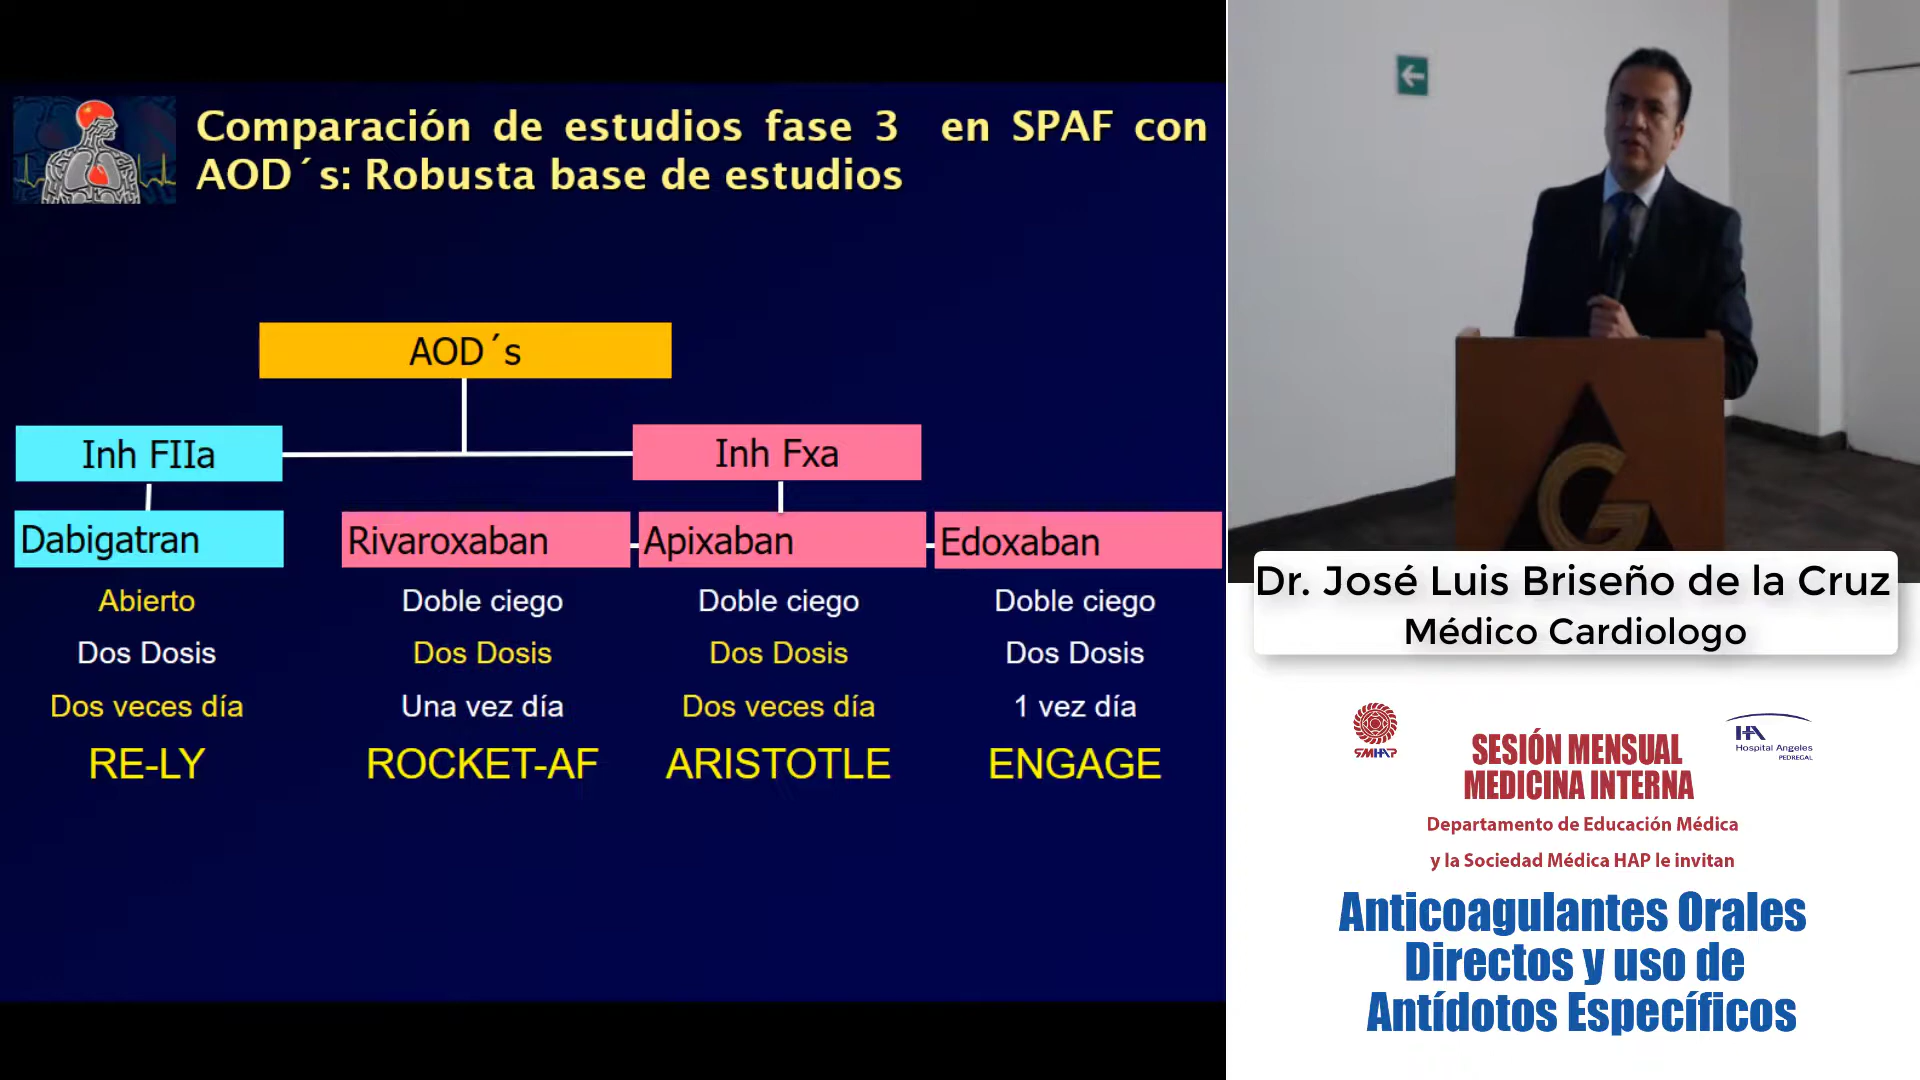 Comparación de estudios fase 3 en SPAF con
AOD´s: Robusta base de estudios
AOD´s
Inh FIIa
Inh Fxa
Dabigatran
Rivaroxaban
Apixaban
Edoxaban
Abierto
Doble ciego
Doble ciego
Doble ciego
Dos Dosis
Dos Dosis
Dos Dosis
Dos Dosis
Dos veces día
Una vez día
Dos veces día
1 vez día
RE-LY
ROCKET-AF
ARISTOTLE
ENGAGE
G
Dr. José Luis Briseño de la Cruz
Médico Cardiologo
SMHAP
HA
Hospital Angeles
PEDREGAL
SESIÓN MENSUAL
MEDICINA INTERNA
Departamento de Educación Médica
y la Sociedad Médica HAP le invitan
Anticoagulantes Orales
Directos y uso de
Antídotos Específicos